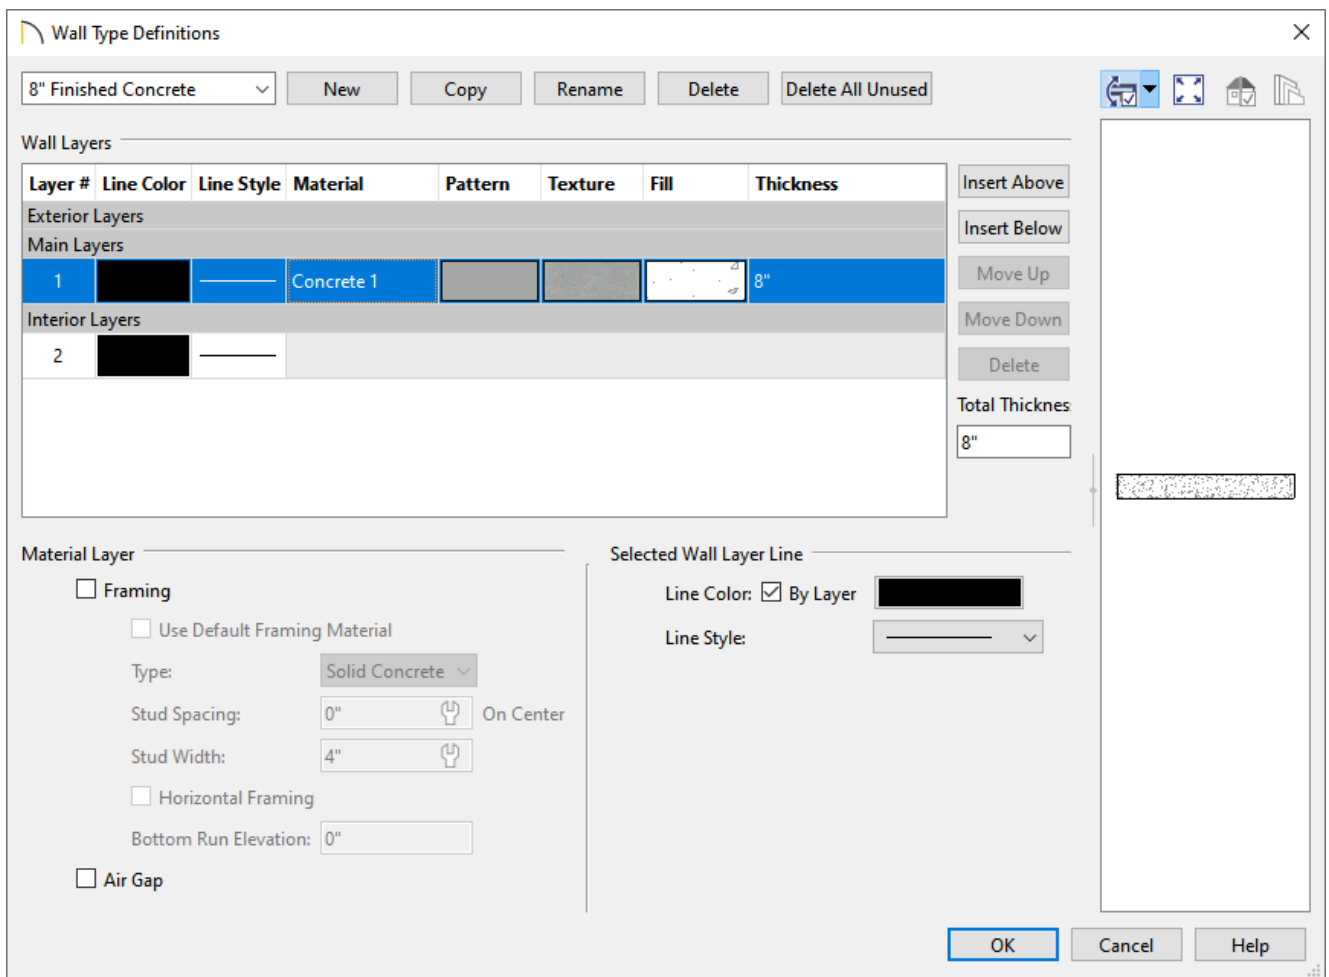 Wall Type Definitions
8" Finished Concrete New Copy Rename Delete Delete All Unused
Wall Layers
Layer # Line Color Line Style Material Pattern Texture Fill Thickness
Insert Above
Exterior Layers
Insert Below
Main Layers
1 Concrete 1 8"
Move Up
Interior Layers
Move Down
2
Delete
Total Thicknes
8"
Material Layer
Framing
Use Default Framing Material
Type: Solid Concrete
Stud Spacing: 0" On Center
Stud Width: 4"
Horizontal Framing
Bottom Run Elevation: 0"
Air Gap
Selected Wall Layer Line
Line Color: By Layer
Line Style:
OK Cancel Help